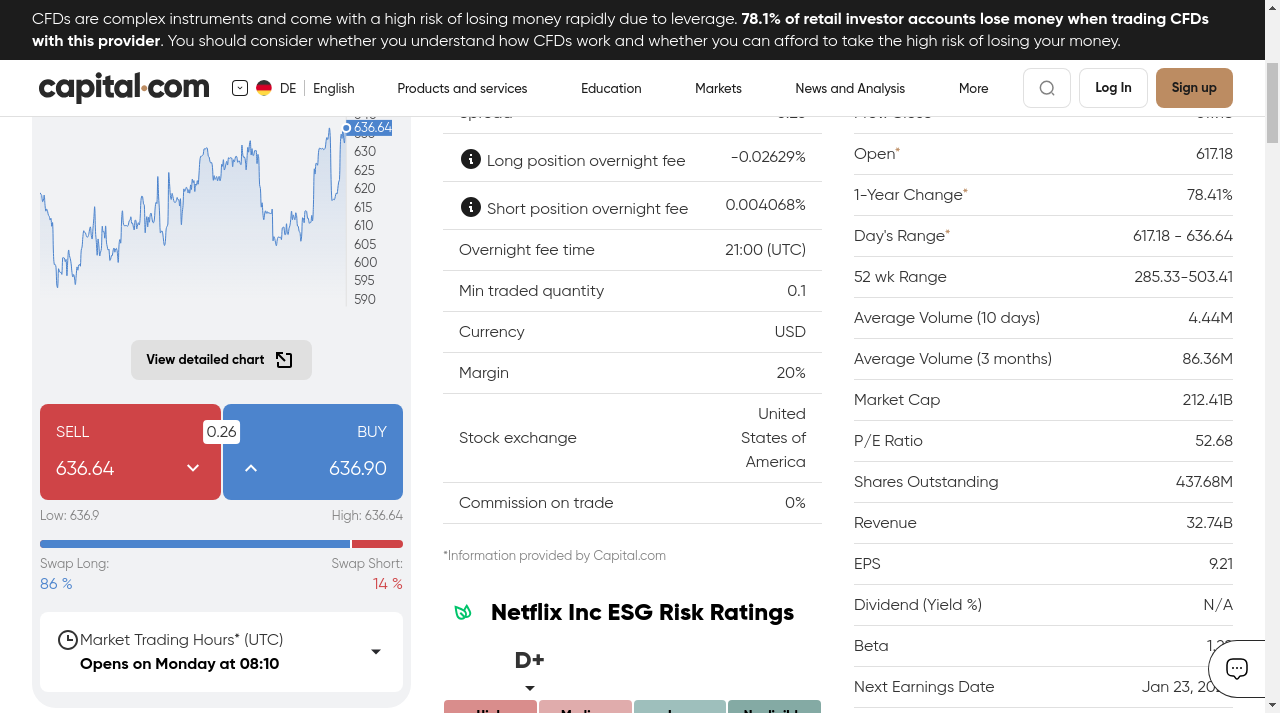 CFDs are complex instruments and come with a high risk of losing money rapidly due to leverage. 78.1% of retail investor accounts lose money when trading CFDs
with this provider. You should consider whether you understand how CFDs work and whether you can afford to take the high risk of losing your money.
capital.com
DE
English
Products and services
Education
Markets
News and Analysis
More
Log In
Sign up
636.64
630
625
620
615
610
605
600
595
590
View detailed chart
SELL
636.64
0.26
BUY
636.90
Low: 636.9
High: 636.64
Swap Long:
Swap Short:
86 %
14 %
Market Trading Hours* (UTC)
Opens on Monday at 08:10
Long position overnight fee -0.02629%
Short position overnight fee 0.004068%
Overnight fee time 21:00 (UTC)
Min traded quantity 0.1
Currency USD
Margin 20%
Stock exchange United
States of
America
Commission on trade 0%
*Information provided by Capital.com
Netflix Inc ESG Risk Ratings
D+
Open* 617.18
1-Year Change* 78.41%
Day's Range* 617.18 - 636.64
52 wk Range 285.33-503.41
Average Volume (10 days) 4.44M
Average Volume (3 months) 86.36M
Market Cap 212.41B
P/E Ratio 52.68
Shares Outstanding 437.68M
Revenue 32.74B
EPS 9.21
Dividend (Yield %) N/A
Beta
Next Earnings Date Jan 23,